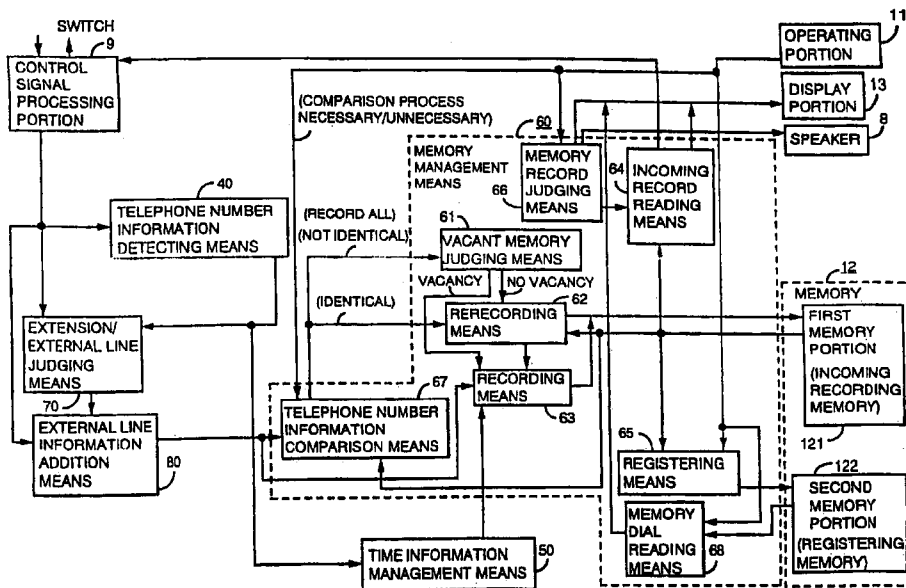 SWITCH
9
CONTROL
SIGNAL
PROCESSING
PORTION
OPERATING
PORTION
11
DISPLAY
PORTION
13
SPEAKER
8
(COMPARISON PROCESS
NECESSARY/UNNECESSARY)
60
MEMORY
MANAGEMENT
MEANS
66
MEMORY
RECORD
JUDGING
MEANS
64
INCOMING
RECORD
READING
MEANS
40
TELEPHONE NUMBER
INFORMATION
DETECTING MEANS
(RECORD ALL)
(NOT IDENTICAL)
61
VACANT MEMORY
JUDGING MEANS
VACANCY
NO VACANCY
(IDENTICAL)
62
RERECORDING
MEANS
12
MEMORY
FIRST
MEMORY
PORTION
(INCOMING
RECORDING
MEMORY)
121
EXTENSION/
EXTERNAL LINE
JUDGING
MEANS
70
67
TELEPHONE NUMBER
INFORMATION
COMPARISON MEANS
RECORDING
MEANS
63
EXTERNAL LINE
INFORMATION
ADDITION
MEANS
80
65
REGISTERING
MEANS
122
SECOND
MEMORY
PORTION
(REGISTERING
MEMORY)
MEMORY
DIAL
READING
MEANS
68
TIME INFORMATION
MANAGEMENT MEANS
50